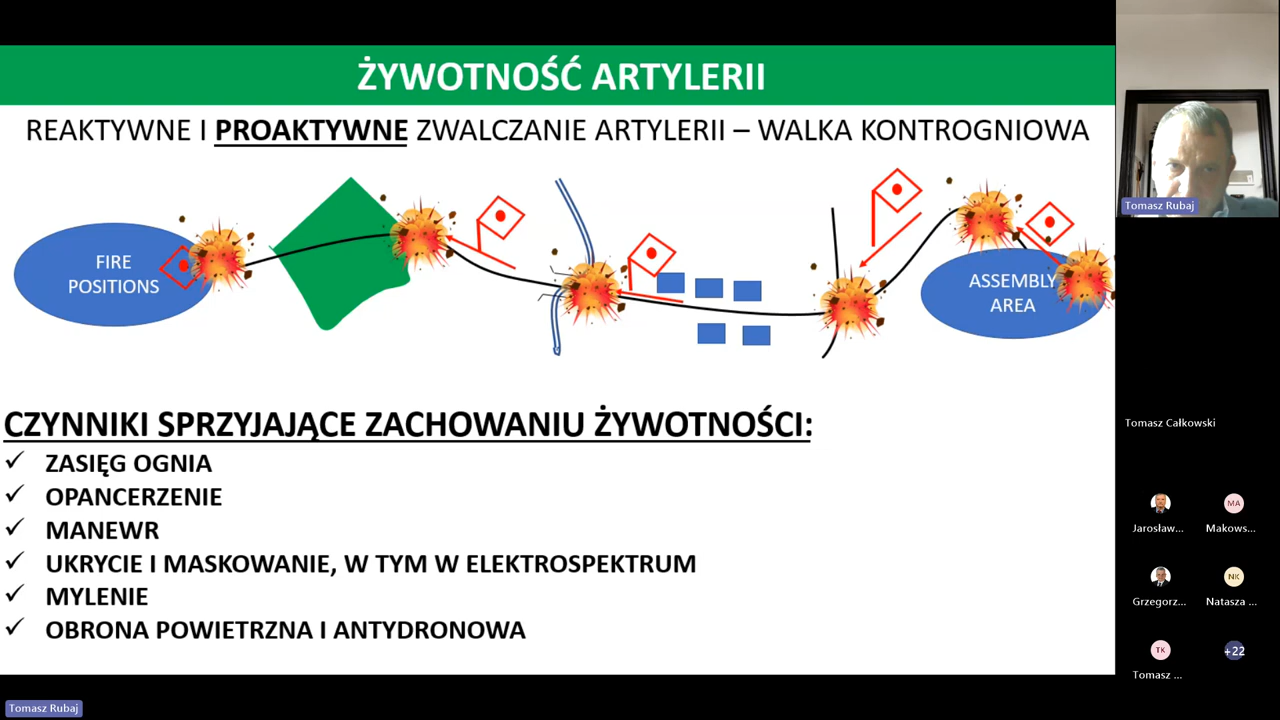 ŻYWOTNOŚĆ ARTYLERII
REAKTYWNE I PROAKTYWNE ZWALCZANIE ARTYLERII – WALKA KONTROGNIOWA
FIRE
POSITIONS
ASSEMBLY
AREA
CZYNNIKI SPRZYJAJĄCE ZACHOWANIU ŻYWOTNOŚCI:
✓ ZASIĘG OGNIA
✓ OPANCERZENIE
✓ MANEWR
✓ UKRYCIE I MASKOWANIE, W TYM W ELEKTROSPEKTRUM
✓ MYLENIE
✓ OBRONA POWIETRZNA I ANTYDRONOWA
Tomasz Rubaj
Tomasz Całkowski
MA
Jarosław... Makows...
NK
Grzegorz... Natasza ...
TK +22
Tomasz ...
Tomasz Rubaj